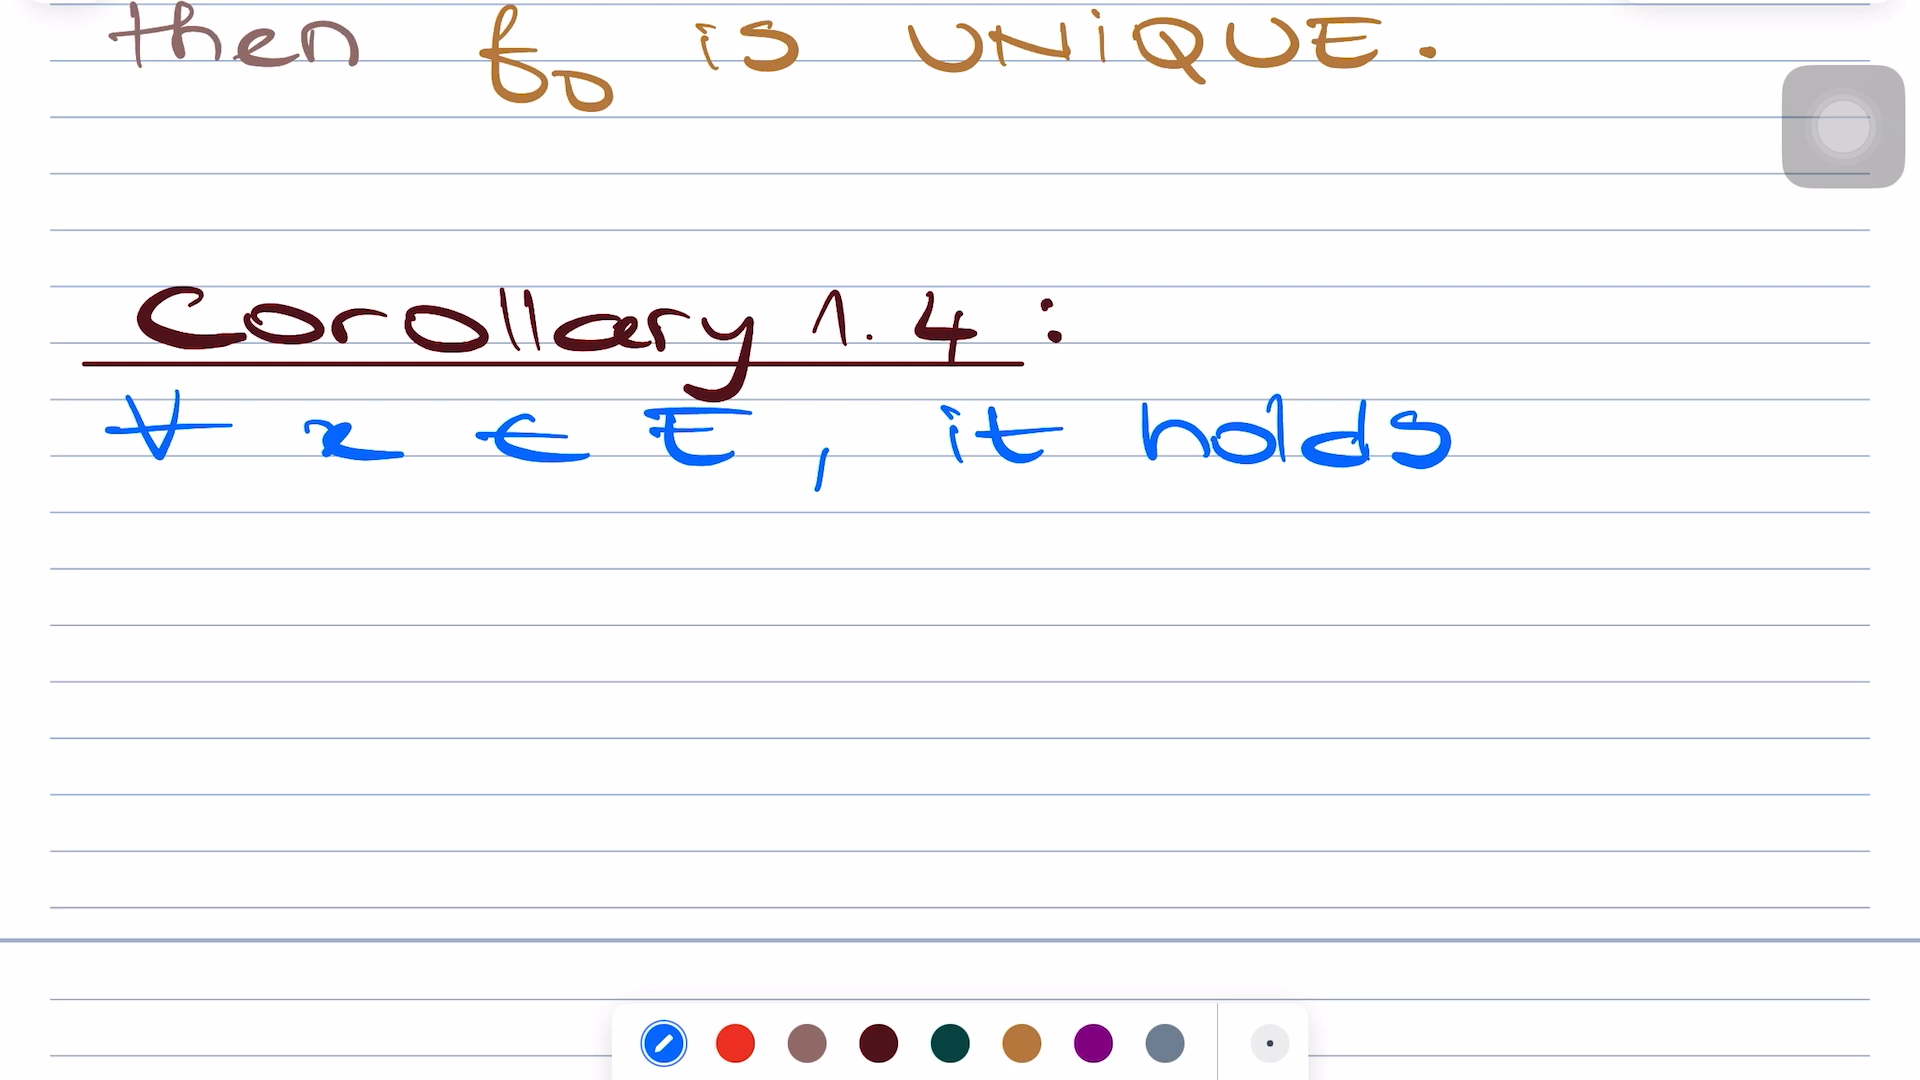 then f₀ is UNIQUE.
Corollary 1.4:
∀ x ∈ E, it holds